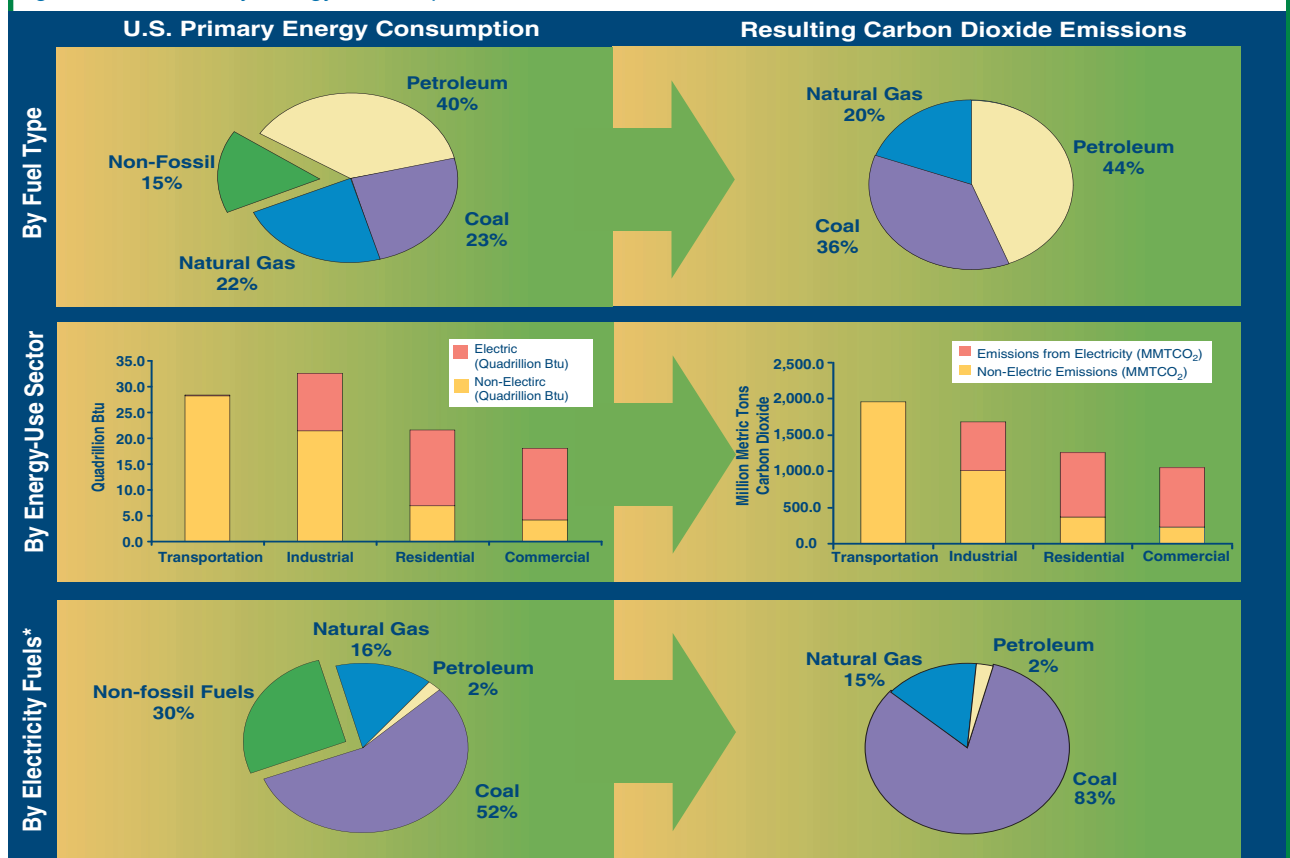 U.S. Primary Energy Consumption
Resulting Carbon Dioxide Emissions
By Fuel Type
Petroleum
40%
Non-Fossil
15%
Coal
23%
Natural Gas
22%
Natural Gas
20%
Petroleum
44%
Coal
36%
By Energy-Use Sector
Quadrillion Btu
35.0
30.0
25.0
20.0
15.0
10.0
5.0
0.0
Electric
(Quadrillion Btu)
Non-Electirc
(Quadrillion Btu)
Transportation
Industrial
Residential
Commercial
Million Metric Tons
Carbon Dioxide
2,500.0
2,000.0
1,500.0
1,000.0
500.0
0.0
Emissions from Electricity (MMTCO2)
Non-Electric Emissions (MMTCO2)
Transportation
Industrial
Residential
Commercial
By Electricity Fuels*
Natural Gas
16%
Petroleum
2%
Non-fossil Fuels
30%
Coal
52%
Natural Gas
15%
Petroleum
2%
Coal
83%